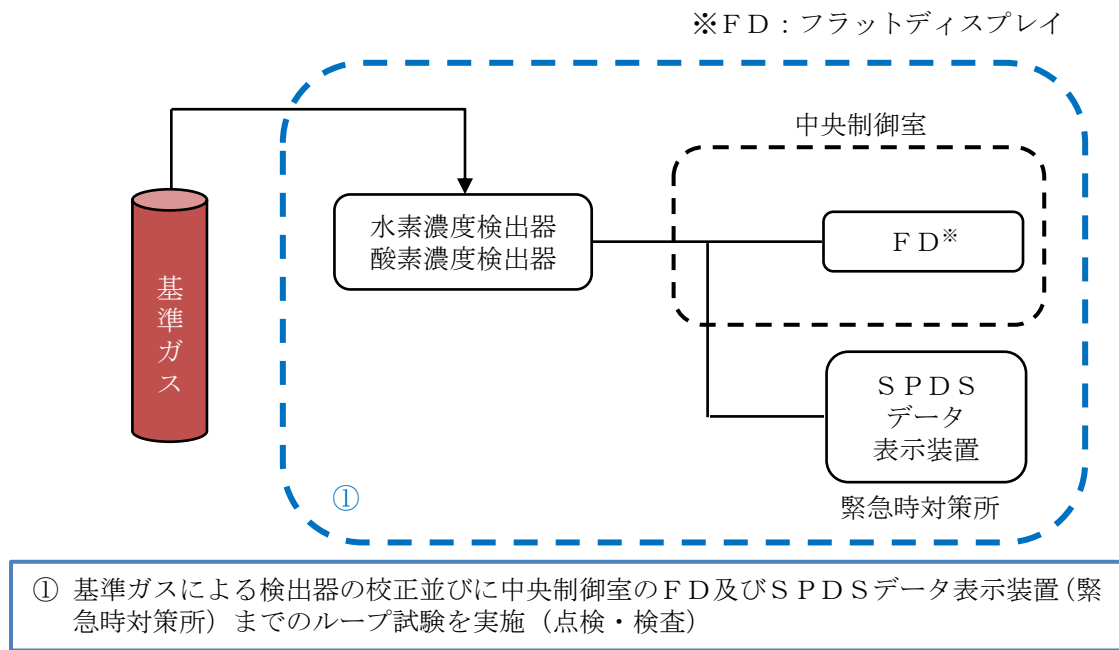 ※ＦＤ：フラットディスプレイ
中央制御室
水素濃度検出器
酸素濃度検出器
ＦＤ※
基準ガス
ＳＰＤＳ
データ
表示装置
緊急時対策所
①
① 基準ガスによる検出器の校正並びに中央制御室のＦＤ及びＳＰＤＳデータ表示装置（緊
急時対策所）までのループ試験を実施（点検・検査）